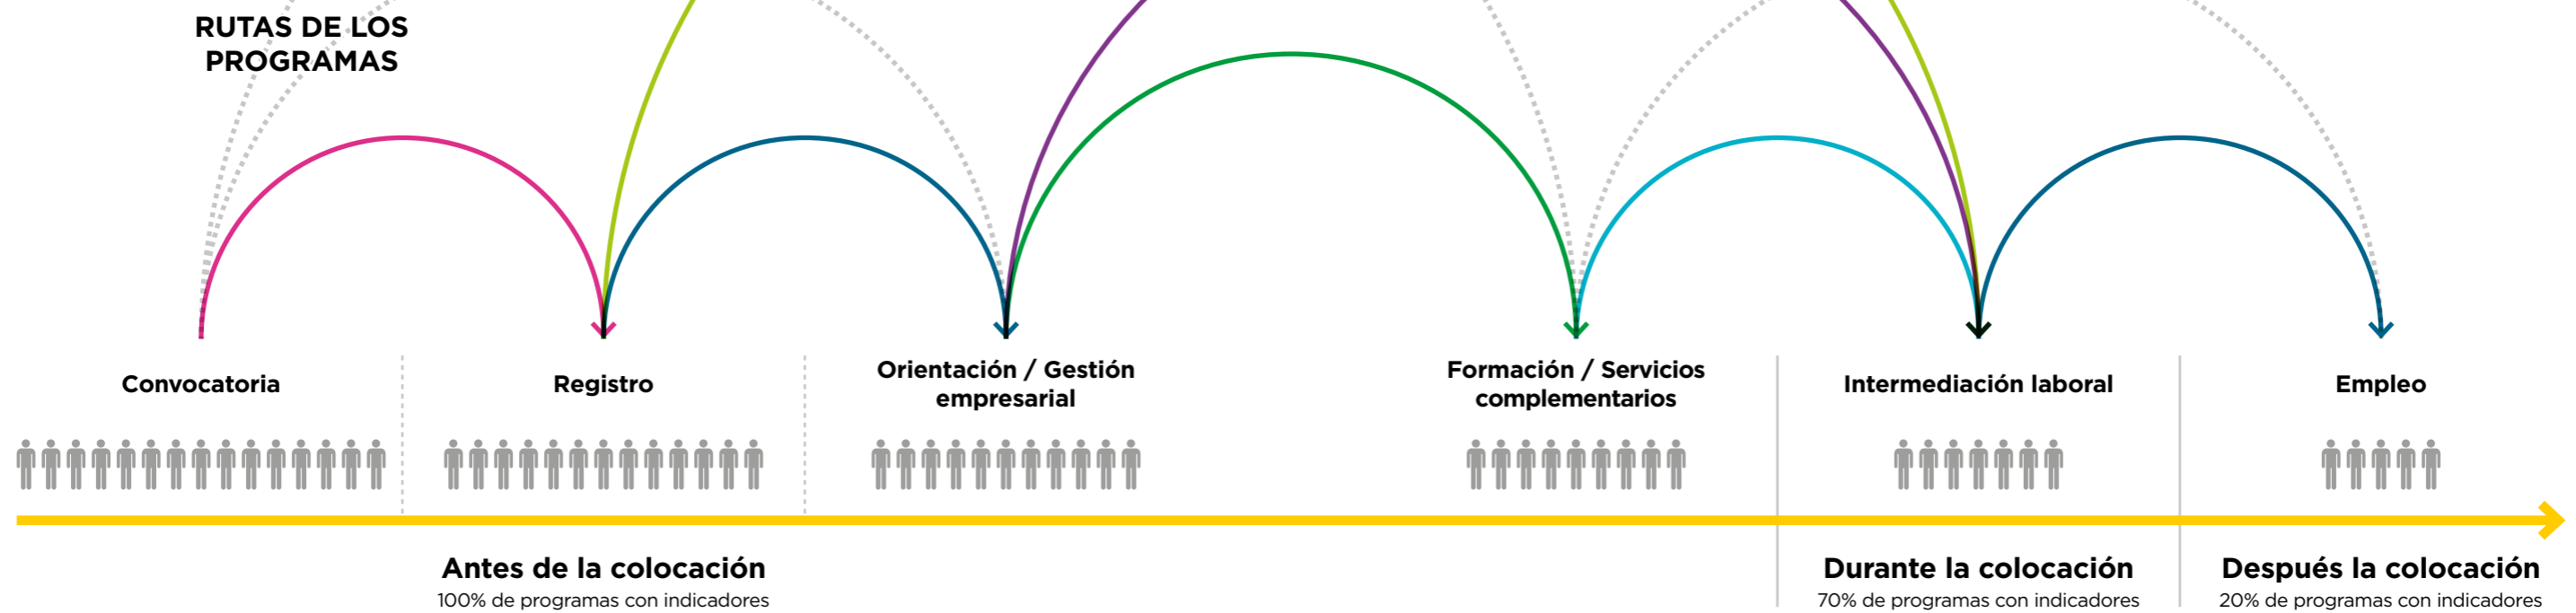 RUTAS DE LOS
PROGRAMAS
Convocatoria
Registro
Orientación / Gestión
empresarial
Formación / Servicios
complementarios
Intermediación laboral
Empleo
Antes de la colocación
100% de programas con indicadores
Durante la colocación
70% de programas con indicadores
Después la colocación
20% de programas con indicadores